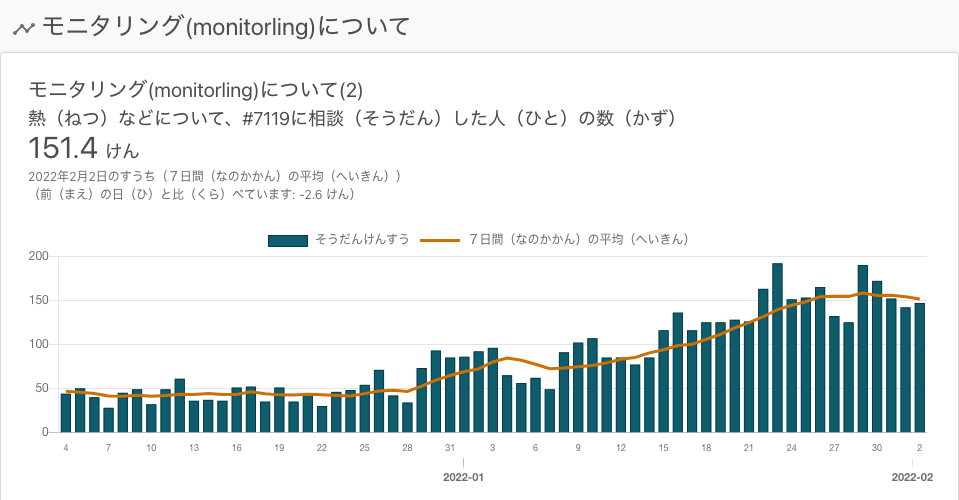 モニタリング(monitorling)について
モニタリング(monitorling)について(2)
熱（ねつ）などについて、#7119に相談（そうだん）した人（ひと）の数（かず）
151.4 けん
2022年2月2日のすうち（７日間（なのかかん）の平均（へいきん））
（前（まえ）の日（ひ）と比（くら）べています: -2.6 けん）
そうだんけんすう ７日間（なのかかん）の平均（へいきん）
200
150
100
50
0
4 7 10 13 16 19 22 25 28 31 3 6 9 12 15 18 21 24 27 30 2
2022-01 2022-02